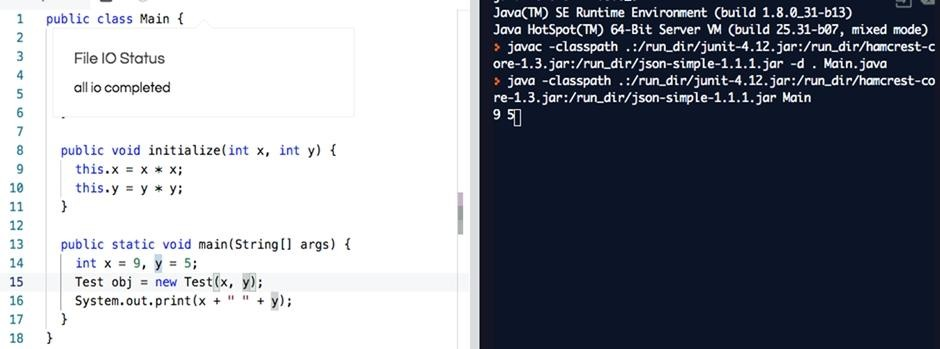 1 public class Main {
2
3
4
5
6
7
8 public void initialize(int x, int y) {
9 this.x = x * x;
10 this.y = y * y;
11 }
12
13 public static void main(String[] args) {
14 int x = 9, y = 5;
15 Test obj = new Test(x, y);
16 System.out.print(x + " " + y);
17 }
18 }
File IO Status
all io completed
Java(TM) SE Runtime Environment (build 1.8.0_31-b13)
Java HotSpot(TM) 64-Bit Server VM (build 25.31-b07, mixed mode)
> javac -classpath .:/run_dir/junit-4.12.jar:/run_dir/hamcrest-c
ore-1.3.jar:/run_dir/json-simple-1.1.1.jar -d . Main.java
> java -classpath .:/run_dir/junit-4.12.jar:/run_dir/hamcrest-co
re-1.3.jar:/run_dir/json-simple-1.1.1.jar Main
9 5